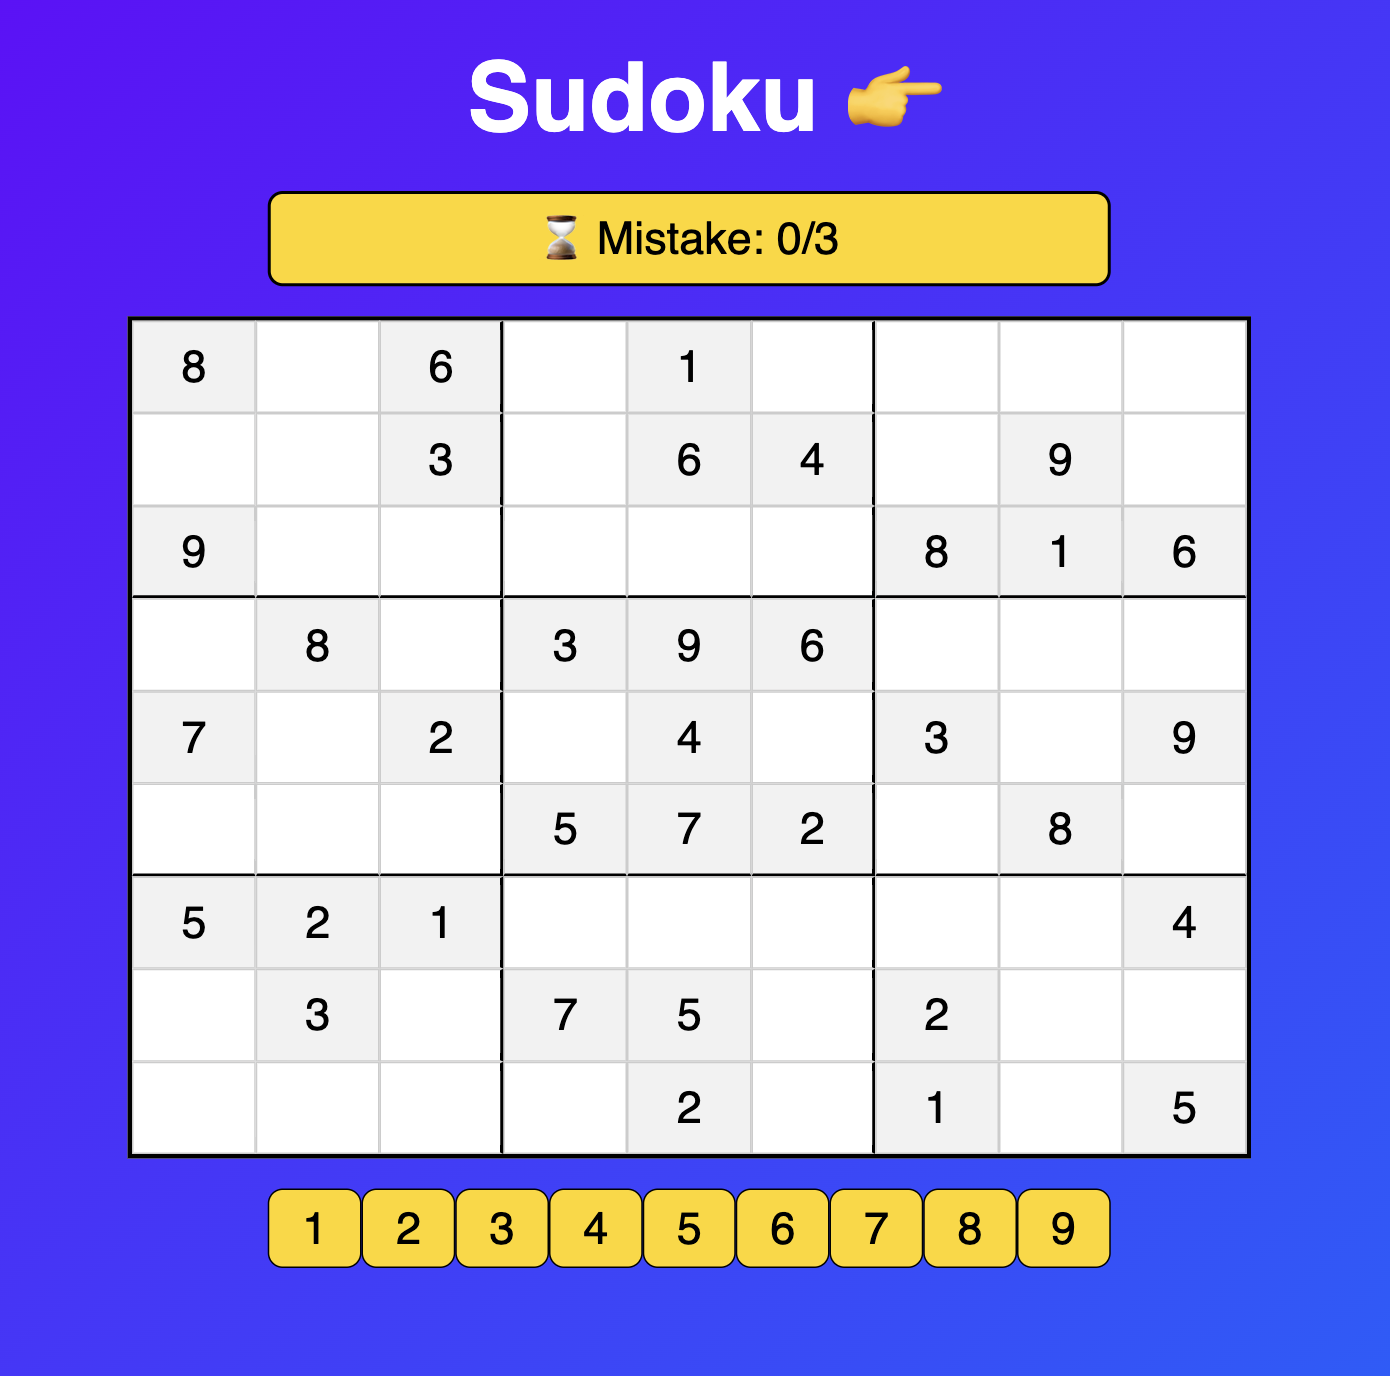 Sudoku 👉
⏳ Mistake: 0/3
8 6 1
3 6 4 9
9 8 1 6
8 3 9 6
7 2 4 3 9
5 7 2 8
5 2 1 4
3 7 5 2
2 1 5
1 2 3 4 5 6 7 8 9